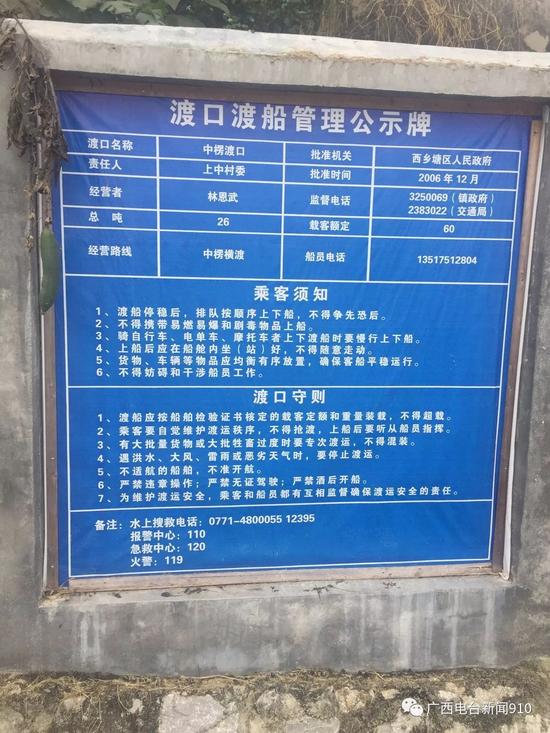 渡口渡船管理公示牌
渡口名称 中楞渡口 批准机关 西乡塘区人民政府
责任人 上中村委 批准时间 2006 年 12 月
经营者 林恩武 监督电话 3250069（镇政府）
2383022（交通局）
总 吨 26 载客额定 60
经营路线 中楞横渡 船员电话 13517512804
乘客须知
1、渡船停稳后，排队按顺序上下船，不得争先恐后。
2、不得携带易燃易爆和剧毒物品上船。
3、骑自行车、电单车、摩托车者上下渡船时要慢行上下船。
4、上船后应在船舱内坐（站）好，不得随意走动。
5、货物、车辆等物品应均衡有序放置，确保客船平稳运行。
6、不得妨碍和干涉船员工作。
渡口守则
1、渡船应按船舶检验证书核定的载客定额和重量装载，不得超载。
2、乘客要自觉维护渡运秩序，不得抢渡，上船后要听从船员指挥。
3、有大批量货物或大批牲畜过渡时要专次渡运，不得混装。
4、遇洪水、大风、雷雨或恶劣天气时，要停止渡运。
5、不适航的船舶，不准开航。
6、严禁违章操作；严禁无证驾驶；严禁酒后开船。
7、为维护渡运安全，乘客和船员都有互相监督确保渡运安全的责任。
备注：水上搜救电话：0771-4800055 12395
报警中心：110
急救中心：120
火警：119
广西电台新闻910